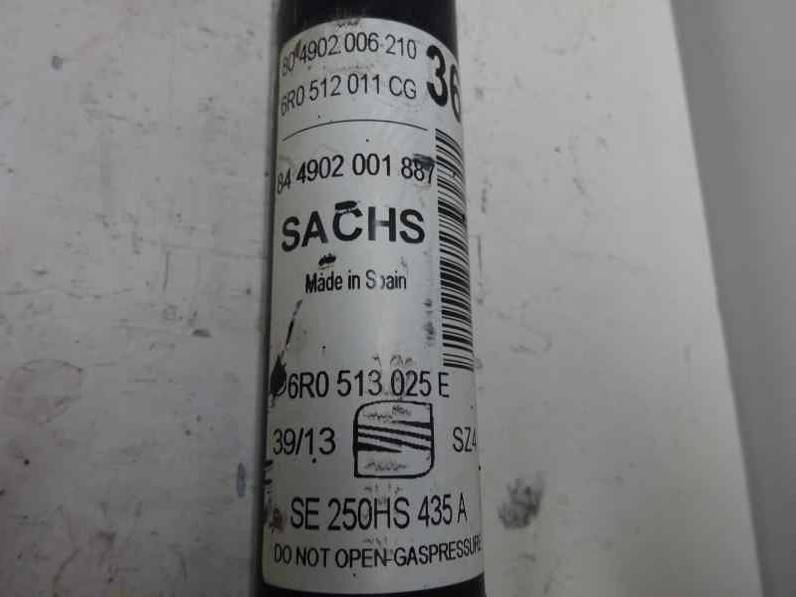 80 4902 006-210
36
6R0 512 011 CG
84 4902 001 887
SACHS
Made in Spain
6R0 513 025 E
39/13 SZ4
SE 250HS 435 A
DO NOT OPEN-GASPRESSURE